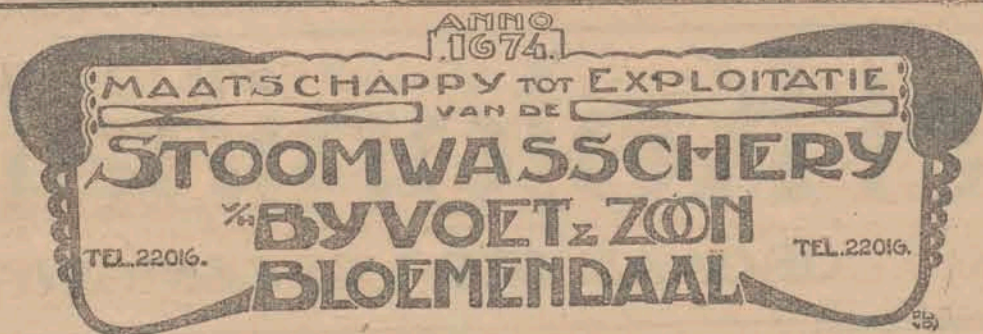 ANNO
1674.
MAATSCHAPPY TOT EXPLOITATIE
VAN DE
STOOMWASSCHERY
V/H BYVOET & ZOON
TEL.22016.
TEL.22016.
BLOEMENDAAL